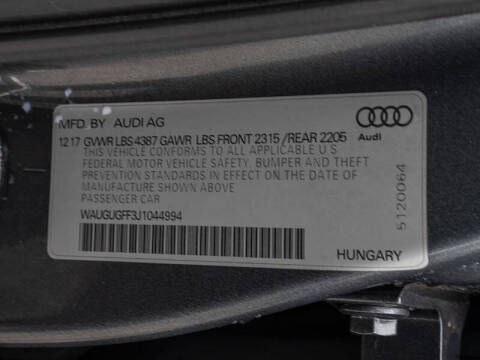 MFD. BY AUDI AG
Audi
12 17 GVWR LBS 4387 GAWR LBS FRONT 2315 / REAR 2205
THIS VEHICLE CONFORMS TO ALL APPLICABLE U S
FEDERAL MOTOR VEHICLE SAFETY, BUMPER AND THEFT
PREVENTION STANDARDS IN EFFECT ON THE DATE
OF MANUFACTURE SHOWN ABOVE
PASSENGER CAR
WAUGUGFF3J1044994
HUNGARY
5120064